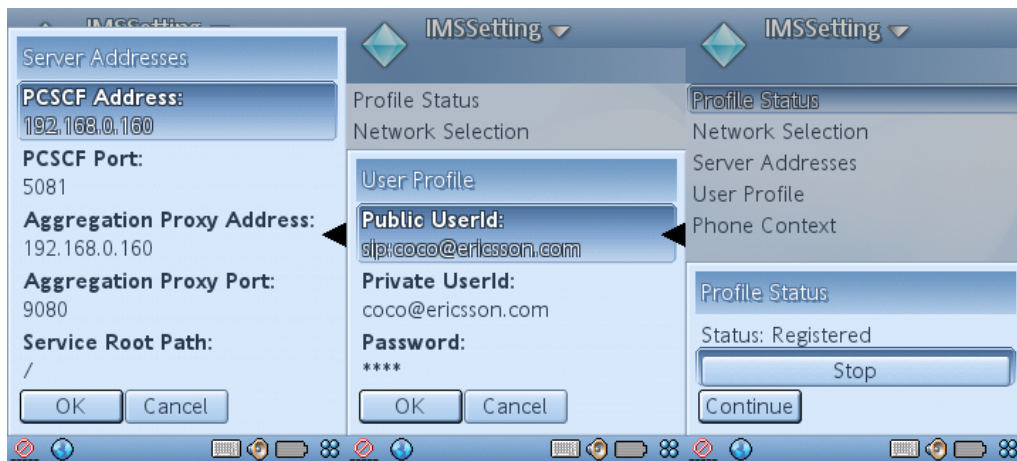 IMSSetting
Server Addresses
PCSCF Address:
192.168.0.160
PCSCF Port:
5081
Aggregation Proxy Address:
192.168.0.160
Aggregation Proxy Port:
9080
Service Root Path:
/
OK Cancel
IMSSetting
Profile Status
Network Selection
User Profile
Public UserId:
sip:coco@ericsson.com
Private UserId:
coco@ericsson.com
Password:
****
OK Cancel
IMSSetting
Profile Status
Network Selection
Server Addresses
User Profile
Phone Context
Profile Status
Status: Registered
Stop
Continue